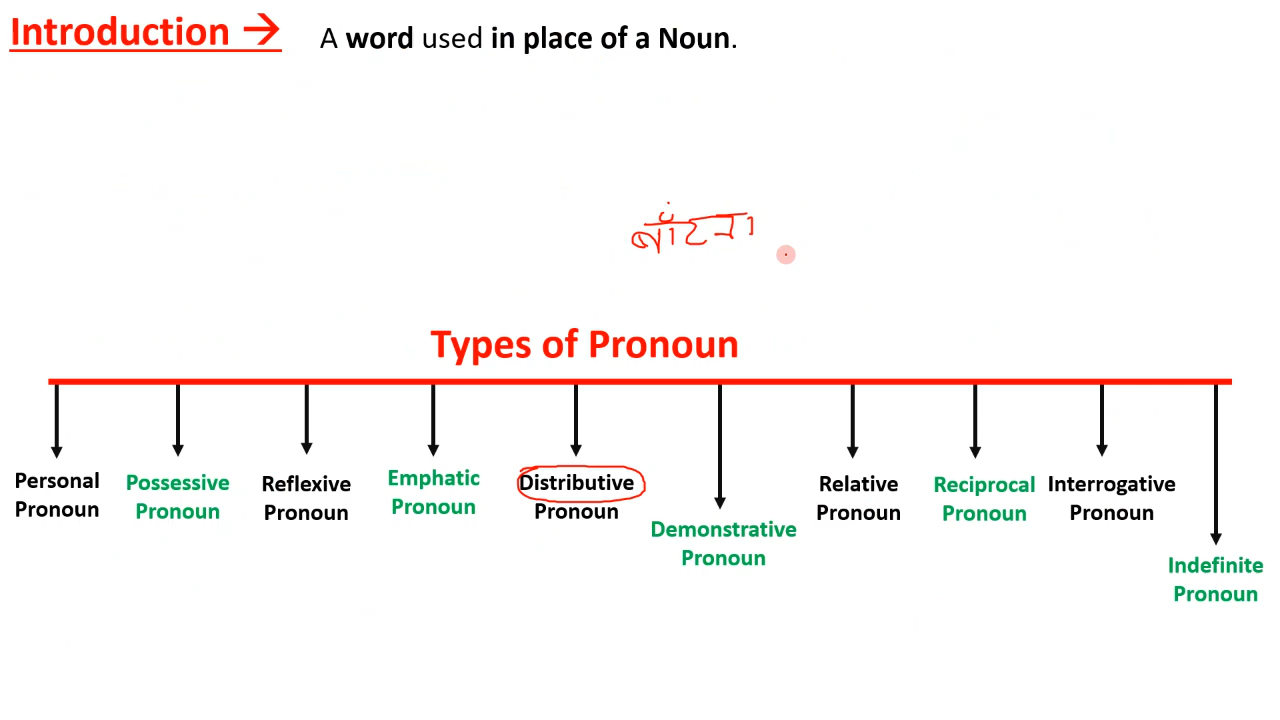 Introduction → A word used in place of a Noun.
बांटना
Types of Pronoun
Personal Pronoun
Possessive Pronoun
Reflexive Pronoun
Emphatic Pronoun
Distributive Pronoun
Demonstrative Pronoun
Relative Pronoun
Reciprocal Pronoun
Interrogative Pronoun
Indefinite Pronoun